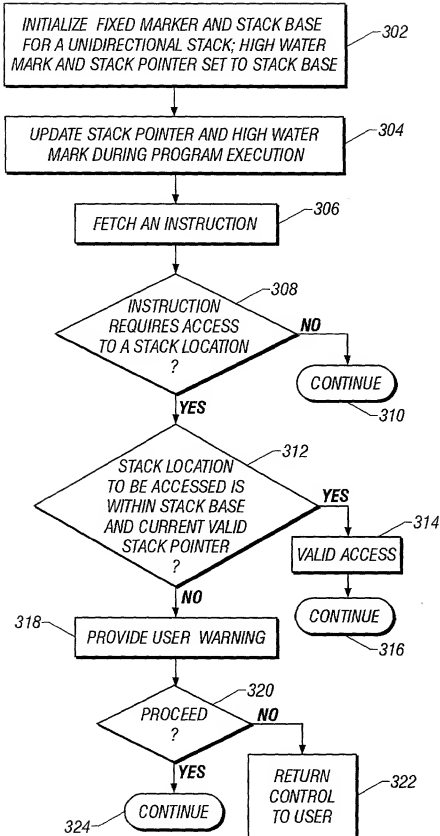 INITIALIZE FIXED MARKER AND STACK BASE
FOR A UNIDIRECTIONAL STACK; HIGH WATER
MARK AND STACK POINTER SET TO STACK BASE
302
UPDATE STACK POINTER AND HIGH WATER
MARK DURING PROGRAM EXECUTION
304
FETCH AN INSTRUCTION
306
308
INSTRUCTION
REQUIRES ACCESS
TO A STACK LOCATION
?
NO
CONTINUE
310
YES
312
STACK LOCATION
TO BE ACCESSED IS
WITHIN STACK BASE
AND CURRENT VALID
STACK POINTER
?
YES
314
VALID ACCESS
CONTINUE
316
NO
318
PROVIDE USER WARNING
320
PROCEED
?
NO
YES
RETURN
CONTROL
TO USER
322
324
CONTINUE